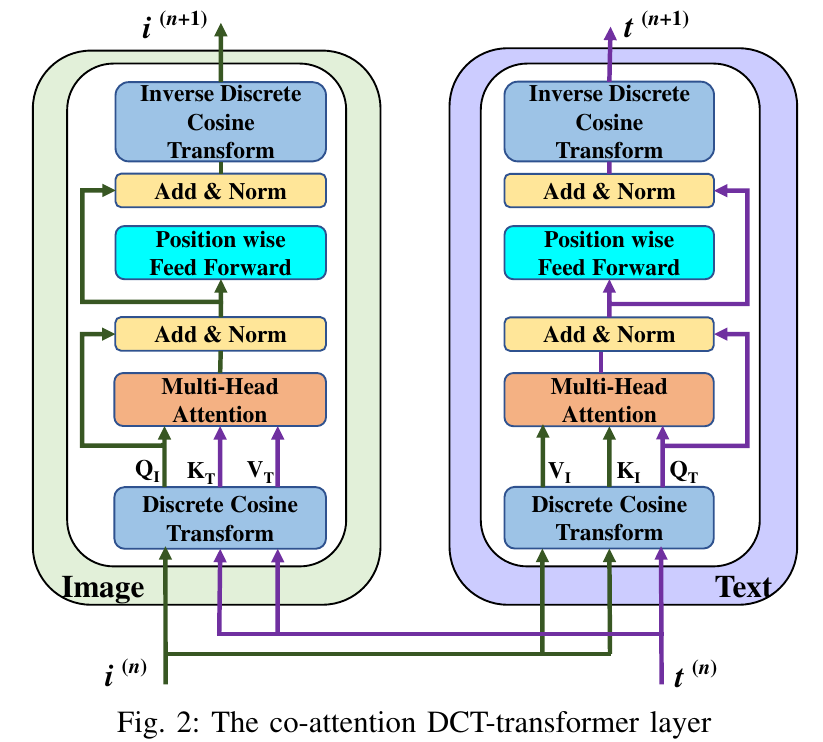 i (n+1)
Inverse Discrete
Cosine
Transform
Add & Norm
Position wise
Feed Forward
Add & Norm
Multi-Head
Attention
Q_I K_T V_T
Discrete Cosine
Transform
Image
i (n)
t (n+1)
Inverse Discrete
Cosine
Transform
Add & Norm
Position wise
Feed Forward
Add & Norm
Multi-Head
Attention
V_I K_I Q_T
Discrete Cosine
Transform
Text
t (n)
Fig. 2: The co-attention DCT-transformer layer